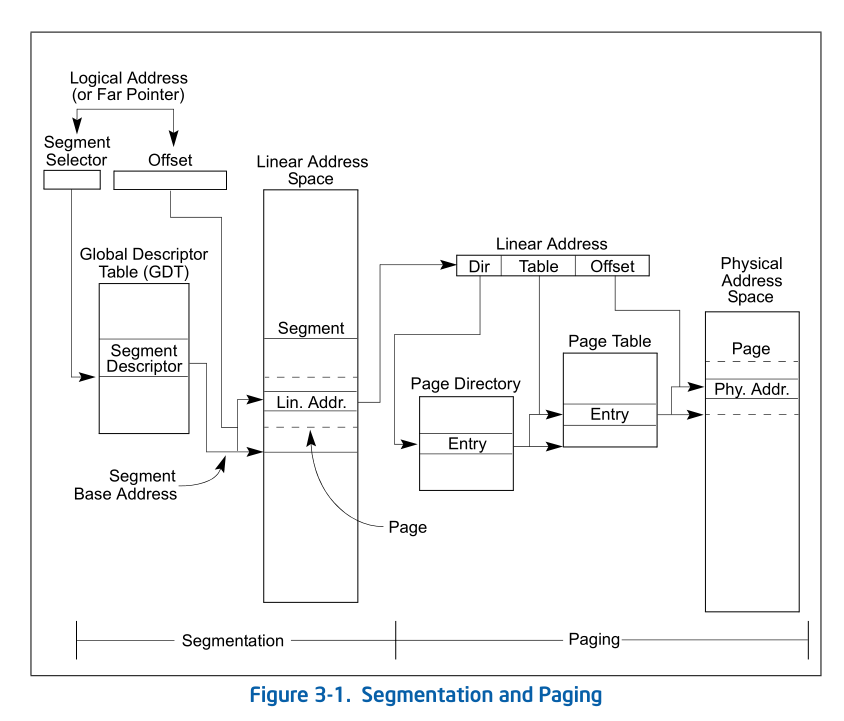 Logical Address
(or Far Pointer)
Segment
Selector
Offset
Linear Address
Space
Global Descriptor
Table (GDT)
Segment
Descriptor
Segment
Lin. Addr.
Segment
Base Address
Page
Linear Address
Dir Table Offset
Page Directory
Entry
Page Table
Entry
Physical
Address
Space
Page
Phy. Addr.
Segmentation
Paging
Figure 3-1. Segmentation and Paging